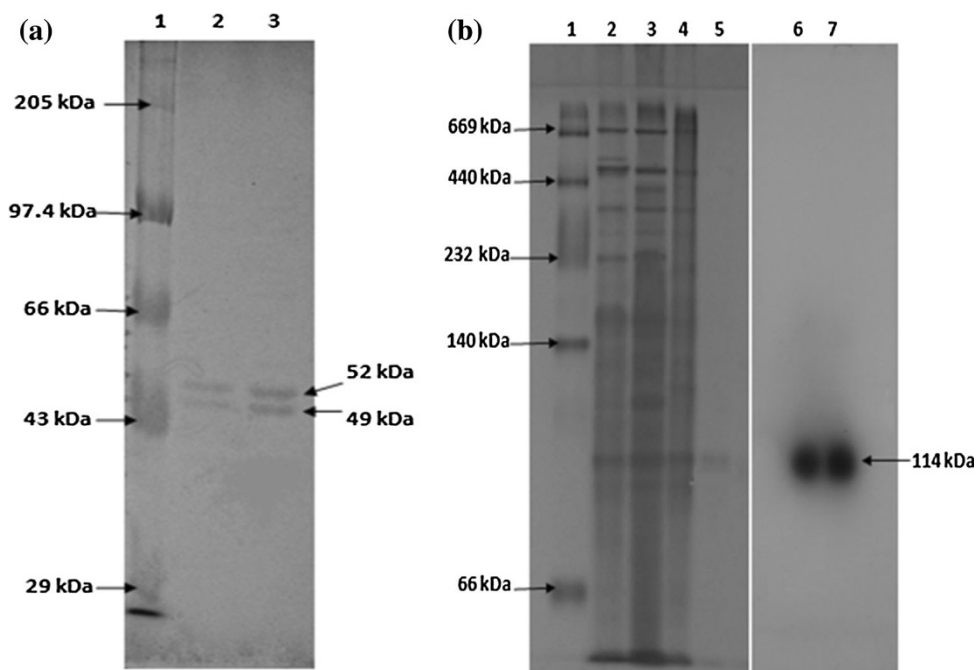 (a)
1 2 3
205 kDa
97.4 kDa
66 kDa
52 kDa
49 kDa
43 kDa
29 kDa
(b)
1 2 3 4 5 6 7
669 kDa
440 kDa
232 kDa
140 kDa
114 kDa
66 kDa